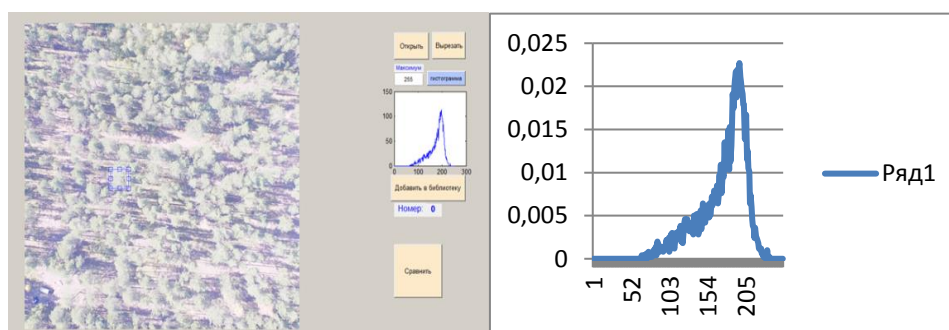 Открыть
Вырезать
Максимум
255
гистограмма
150
100
50
0
0 100 200 300
Добавить в библиотеку
Номер: 0
Сравнить
0,025
0,02
0,015
0,01
0,005
0
1 52 103 154 205
Ряд1